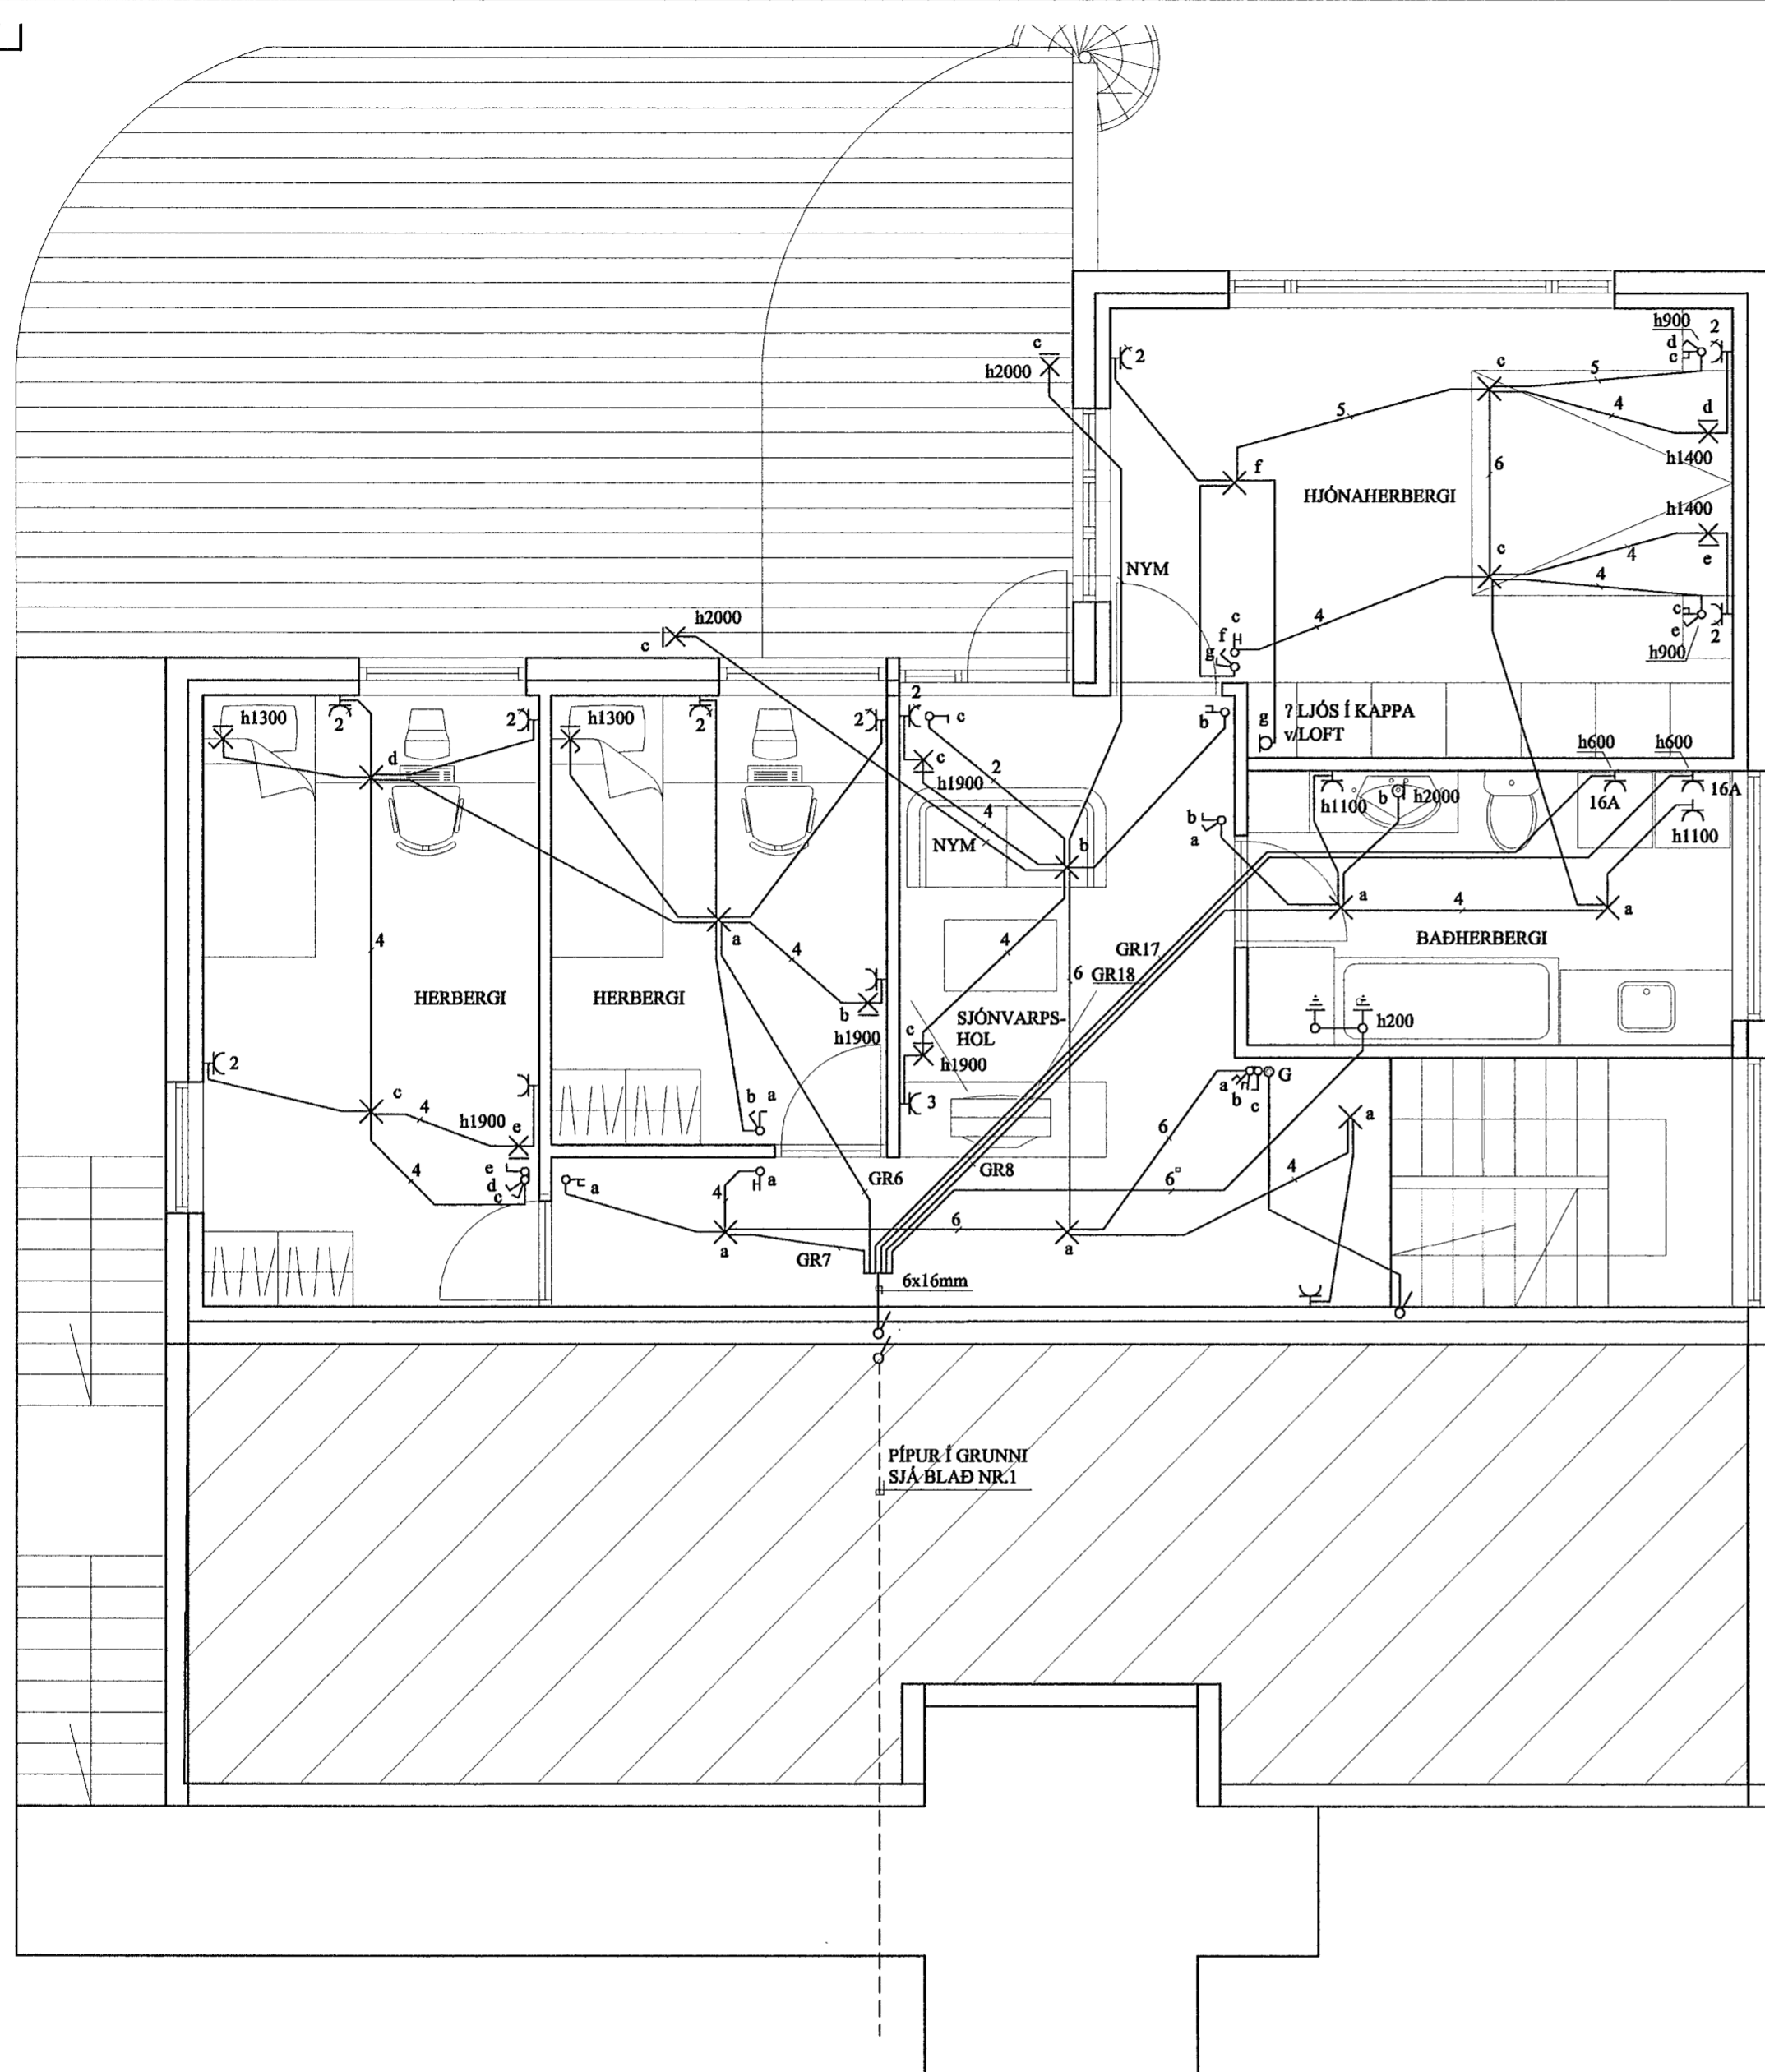 h900
2
d
c
c
h2000
2
c
5
5
4
d
h1400
f
6
HJÓNAHERBERGI
h1400
c
4
e
NYM
4
c
e
2
h900
h2000
c
c
4
f
g
h1300
2
2
h1300
2
2
2
c
b
g
? LJÓS Í KAPPA
v/LOFT
h600
h600
d
c
h1900
2
h1100
b
h2000
16A
16A
h1100
4
NYM
b
b
a
4
a
4
a
a
4
4
GR17
GR18
6
BAÐHERBERGI
HERBERGI
HERBERGI
b
h1900
SJÓNVARPS-
HOL
c
h1900
h200
2
c
4
h1900
e
b
a
3
a
b
c
G
a
6
e
d
c
4
a
4
a
GR6
GR8
6
4
6
a
GR7
a
6x16mm
PÍPUR Í GRUNNI
SJÁ BLAÐ NR.1